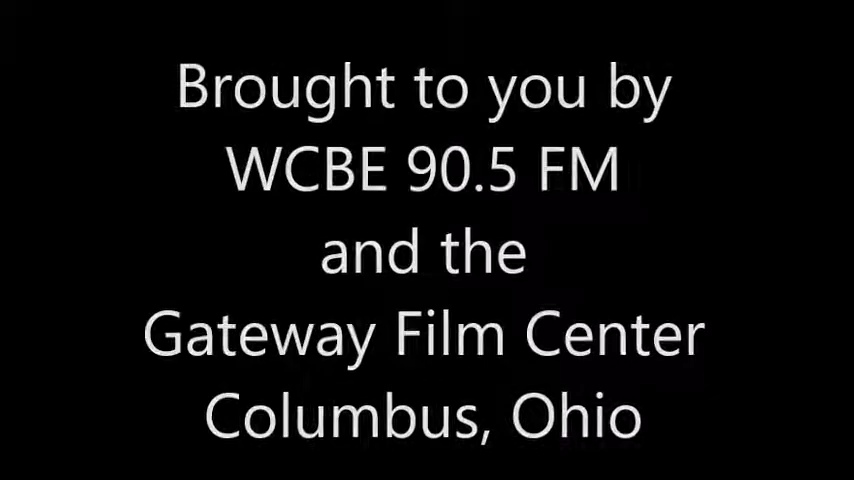 Brought to you by
WCBE 90.5 FM
and the
Gateway Film Center
Columbus, Ohio